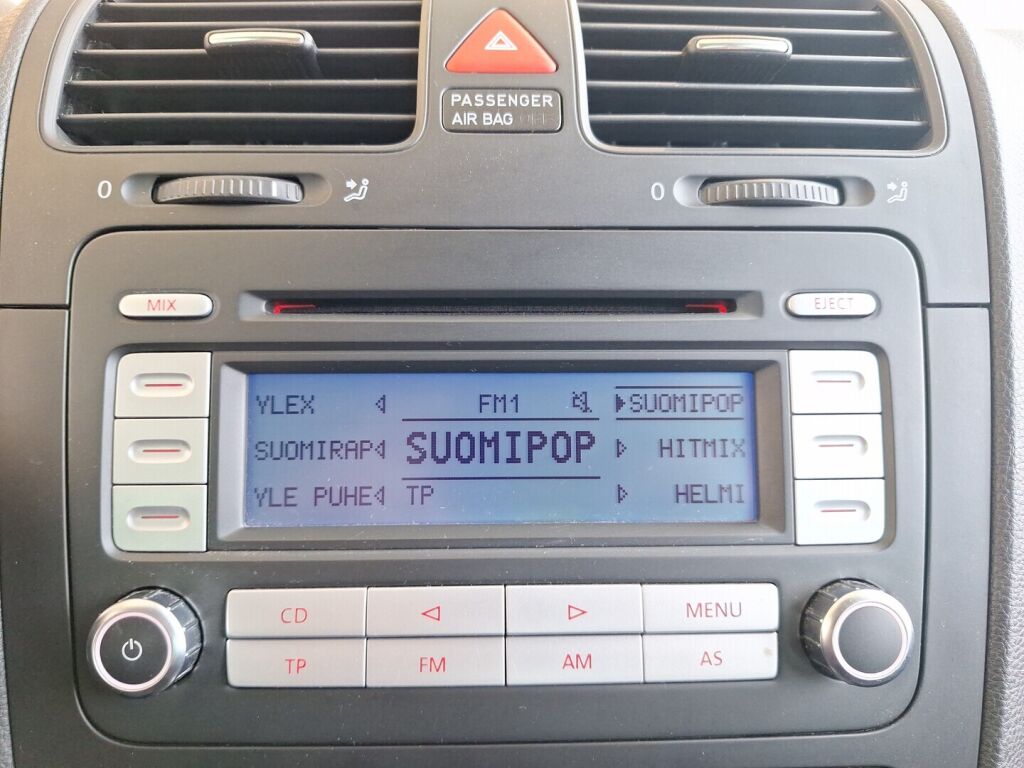 PASSENGER
AIR BAG OFF
0
0
MIX
EJECT
YLEX FM1 SUOMIPOP
SUOMIRAP SUOMIPOP HITMIX
YLE PUHE TP HELMI
CD MENU
TP FM AM AS